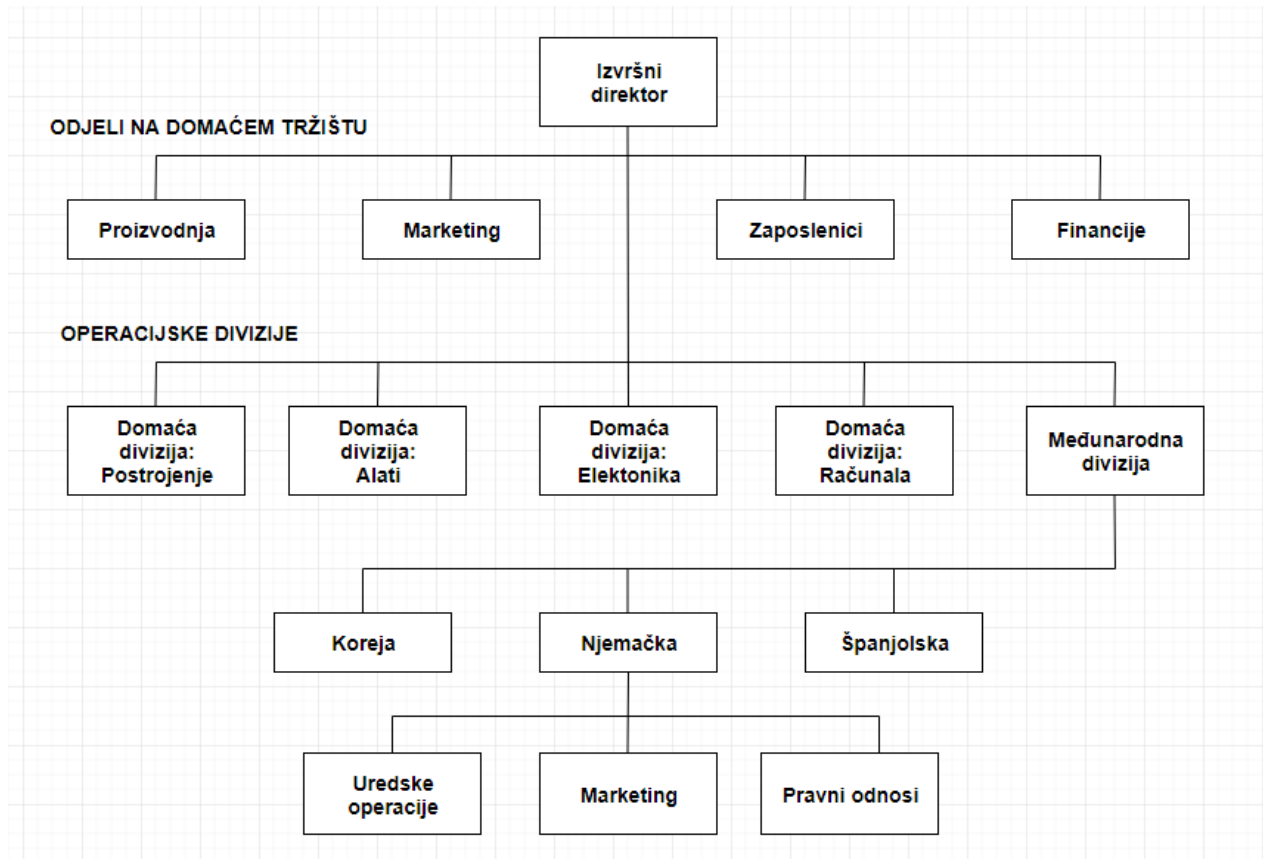 Izvršni
direktor
ODJELI NA DOMAĆEM TRŽIŠTU
Proizvodnja
Marketing
Zaposlenici
Financije
OPERACIJSKE DIVIZIJE
Domaća
divizija:
Postrojenje
Domaća
divizija:
Alati
Domaća
divizija:
Elektonika
Domaća
divizija:
Računala
Međunarodna
divizija
Koreja
Njemačka
Španjolska
Uredske
operacije
Marketing
Pravni odnosi